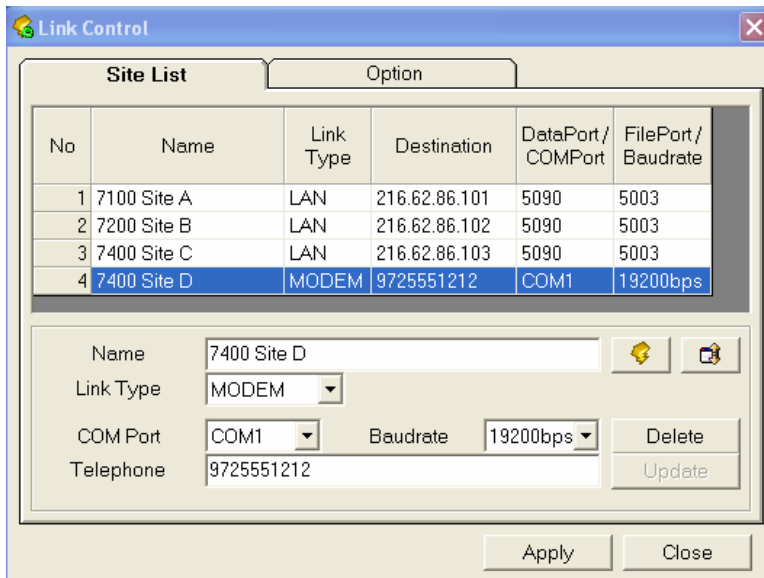 Link Control
Site List Option
No Name Link Type Destination DataPort/ COMPort FilePort/ Baudrate
1 7100 Site A LAN 216.62.86.101 5090 5003
2 7200 Site B LAN 216.62.86.102 5090 5003
3 7400 Site C LAN 216.62.86.103 5090 5003
4 7400 Site D MODEM 9725551212 COM1 19200bps
Name 7400 Site D
Link Type MODEM
COM Port COM1 Baudrate 19200bps Delete
Telephone 9725551212 Update
Apply Close